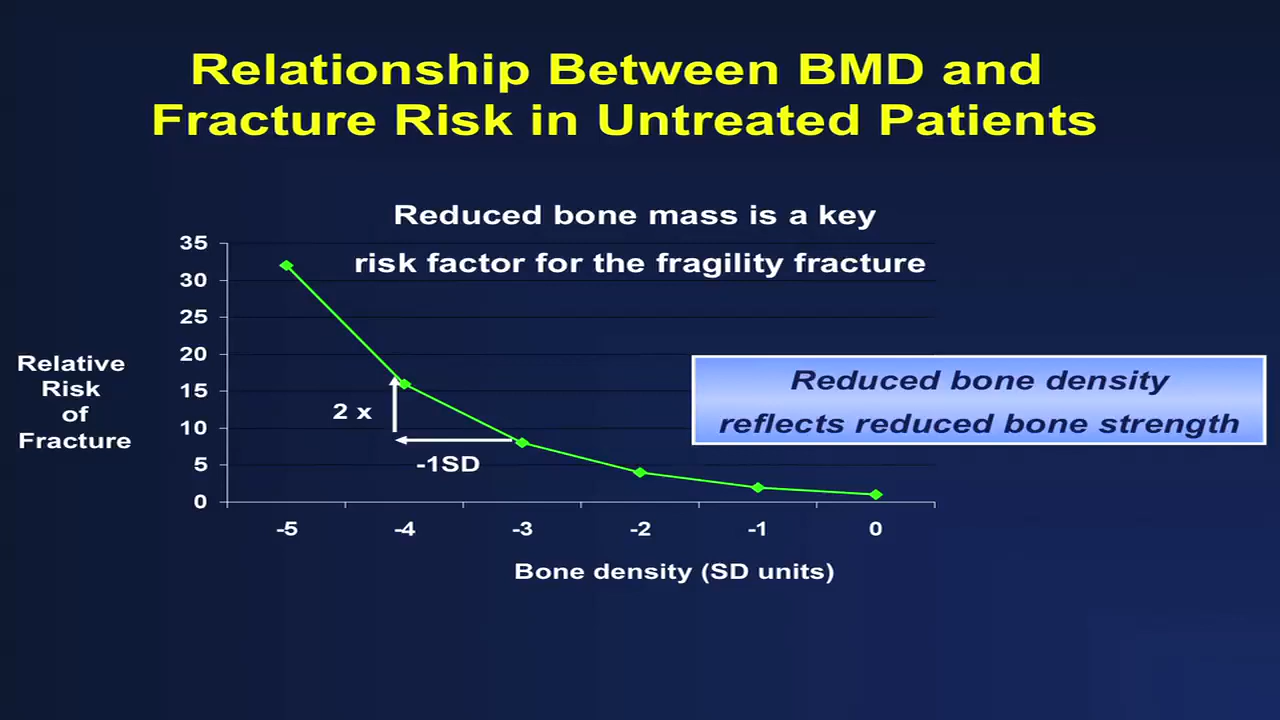 Relationship Between BMD and
Fracture Risk in Untreated Patients
Reduced bone mass is a key
risk factor for the fragility fracture
35
30
25
20
15
10
5
0
Relative
Risk
of
Fracture
2 x
-1SD
Reduced bone density
reflects reduced bone strength
-5 -4 -3 -2 -1 0
Bone density (SD units)